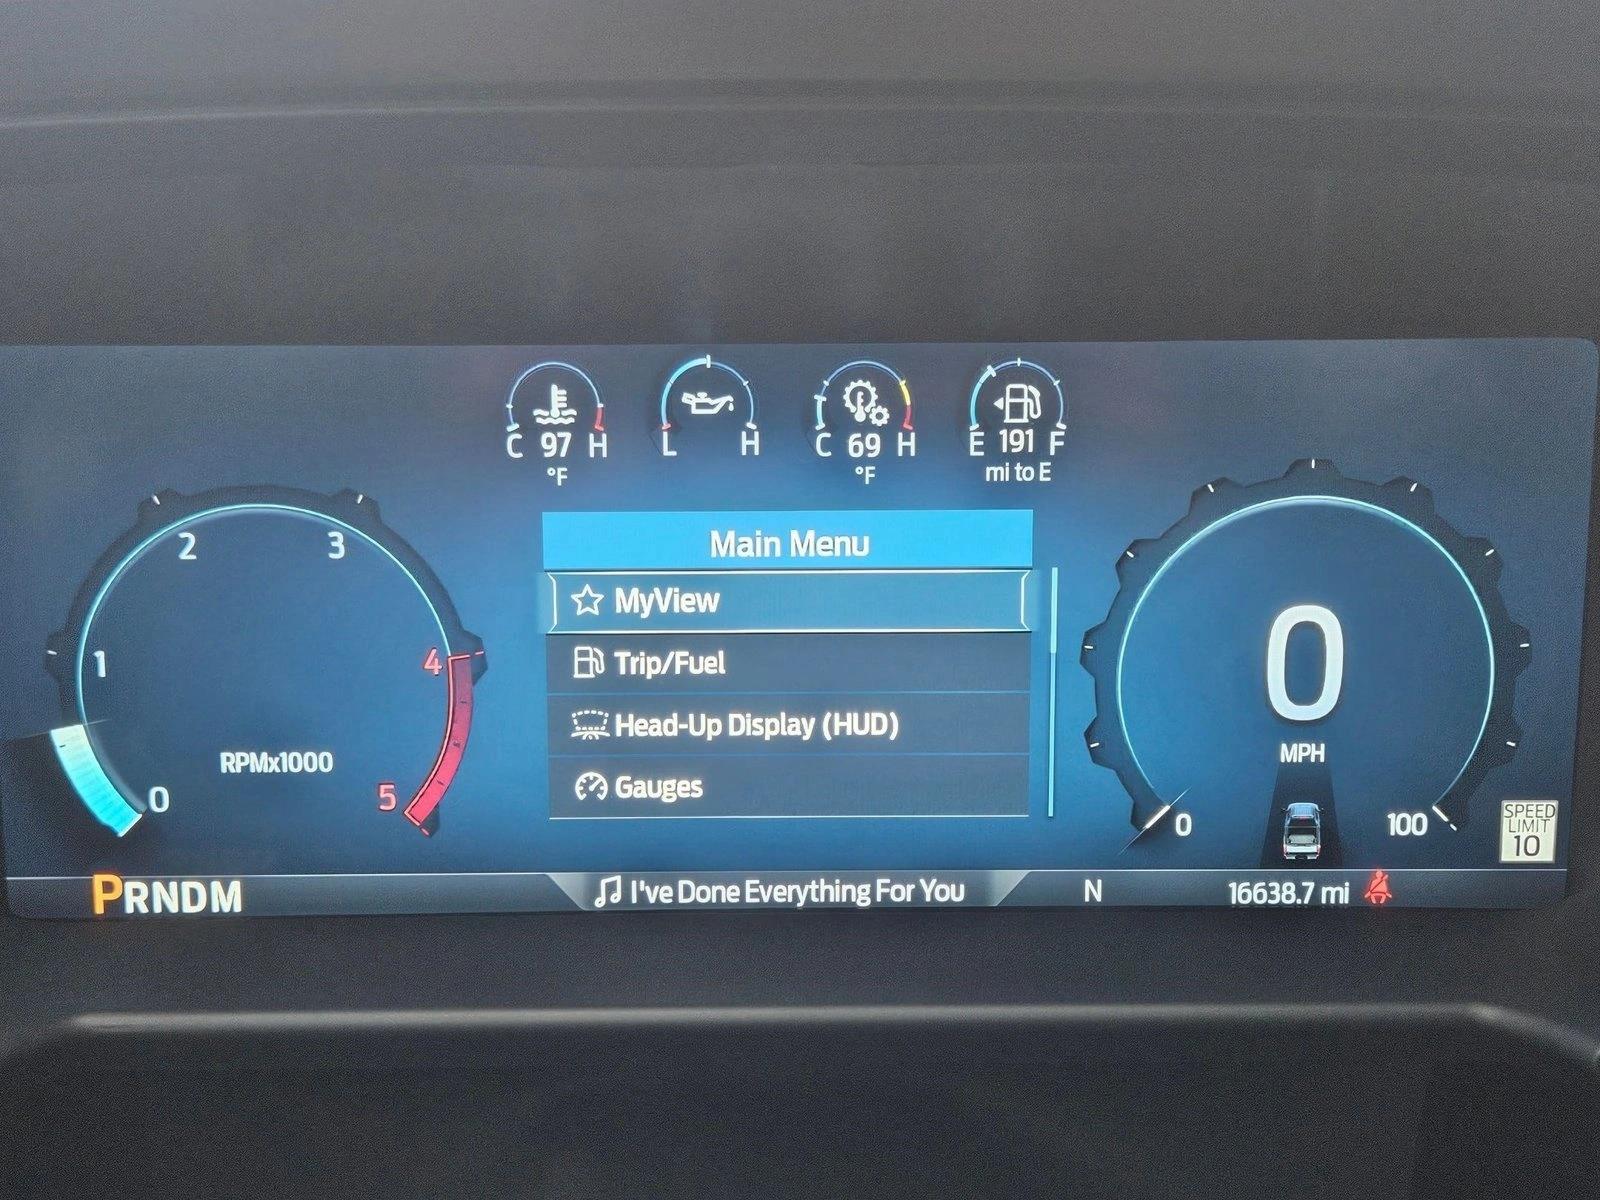 C 97 H
°F
L H
C 69 H
°F
E 191 F
mi to E
0
1
2
3
4
5
RPMx1000
Main Menu
MyView
Trip/Fuel
Head-Up Display (HUD)
Gauges
0
MPH
0
100
SPEED
LIMIT
10
PRNDM
I've Done Everything For You
N
16638.7 mi